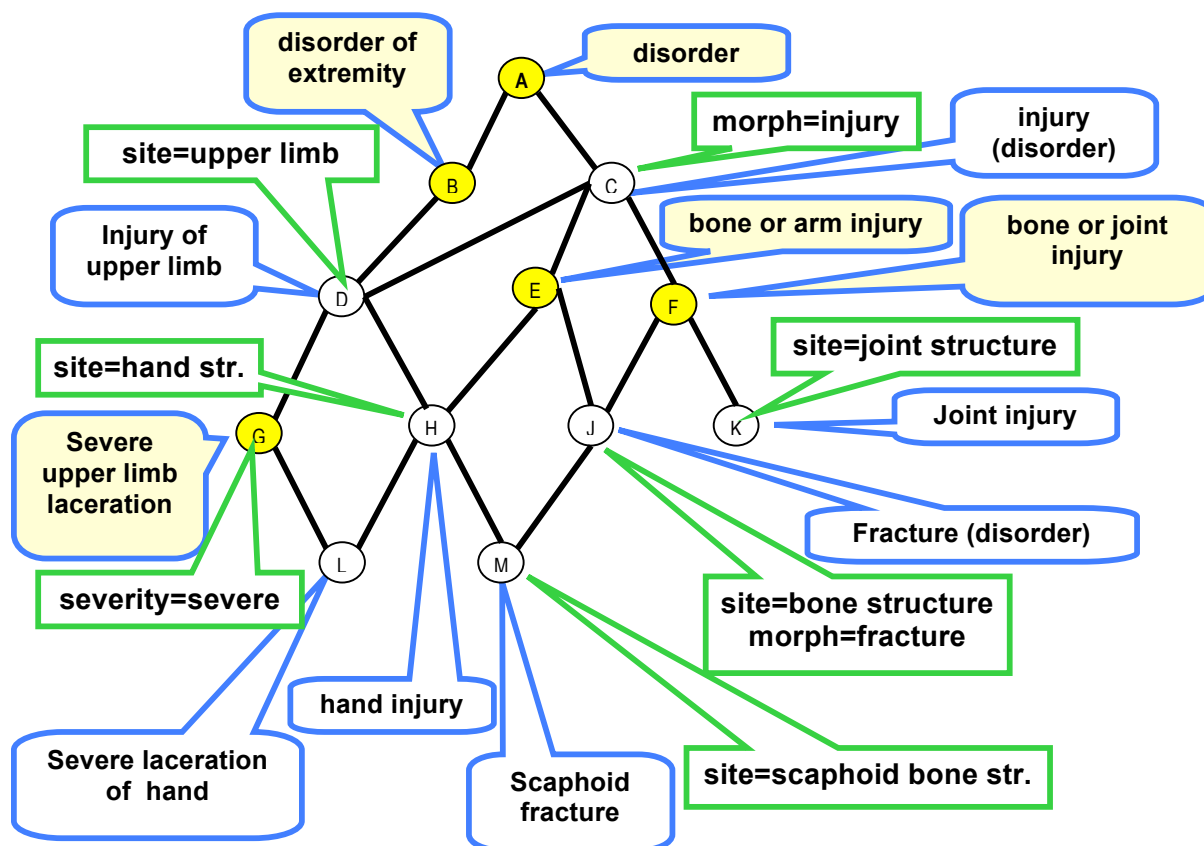 disorder of
extremity
disorder
A
morph=injury
injury
(disorder)
site=upper limb
B
C
Injury of
upper limb
bone or arm injury
bone or joint
injury
D
E
F
site=hand str.
site=joint structure
Severe
upper limb
laceration
G
H
J
K
Joint injury
Fracture (disorder)
L
M
severity=severe
site=bone structure
morph=fracture
hand injury
Severe laceration
of hand
Scaphoid
fracture
site=scaphoid bone str.